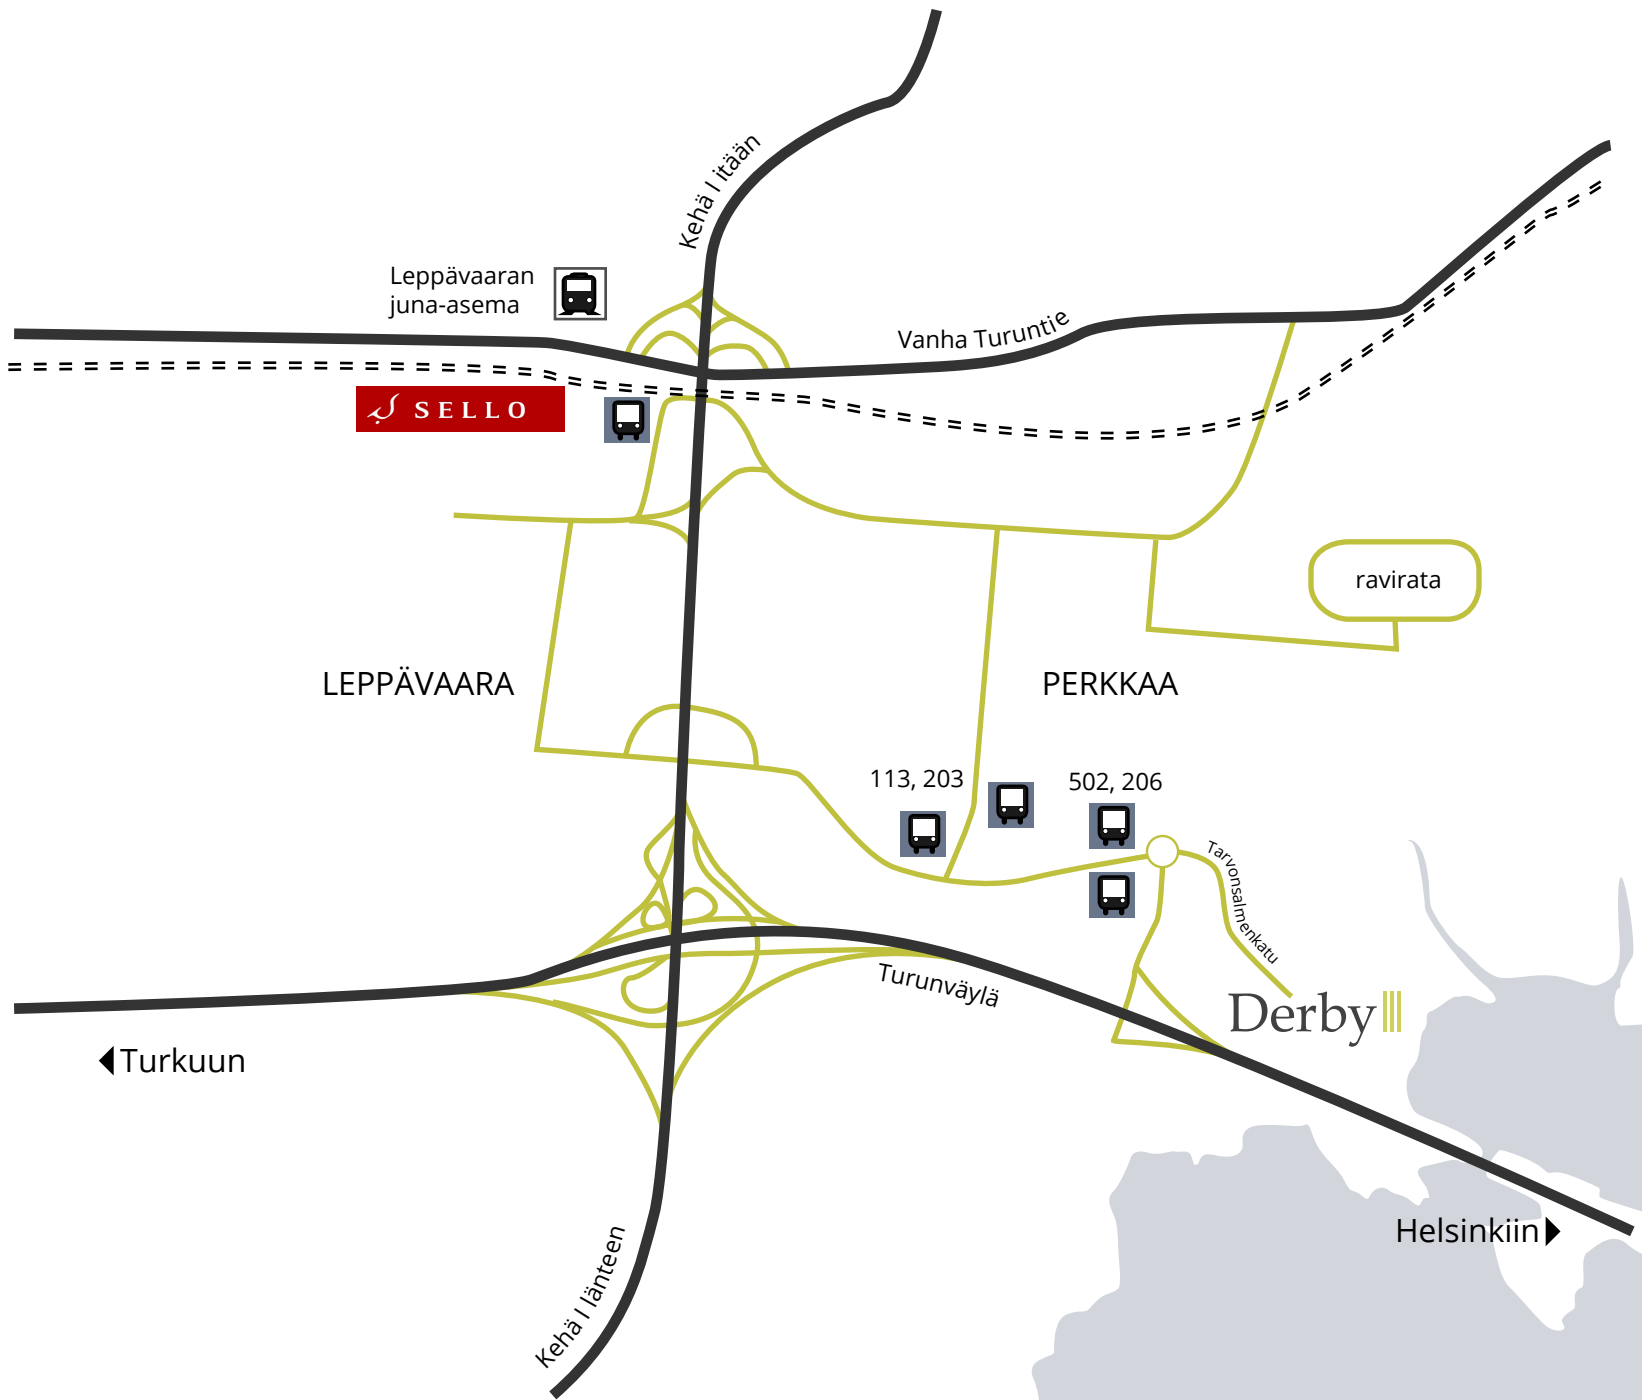 Kehä I itään
Leppävaaran
juna-asema
Vanha Turuntie
SELLO
ravirata
LEPPÄVAARA
PERKKAA
113, 203
502, 206
Tarvonsalmenkatu
Turunväylä
Derby
Turkuun
Helsinkiin
Kehä I länteen